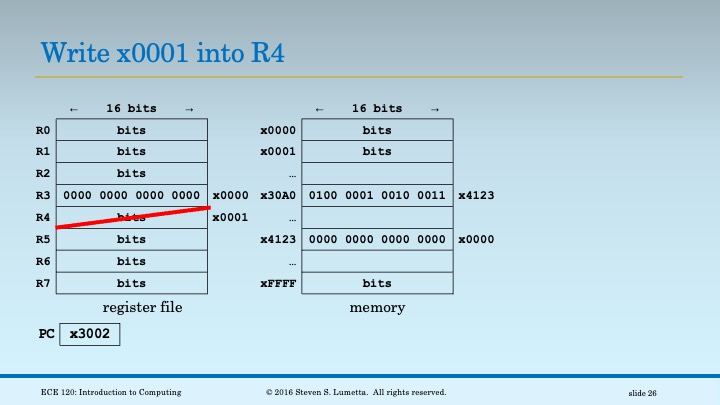 Write x0001 into R4
← 16 bits → ← 16 bits →
R0 bits x0000 bits
R1 bits x0001 bits
R2 bits …
R3 0000 0000 0000 0000 x0000 x30A0 0100 0001 0010 0011 x4123
R4 bits x0001 …
R5 bits x4123 0000 0000 0000 0000 x0000
R6 bits …
R7 bits xFFFF bits
register file memory
PC x3002
ECE 120: Introduction to Computing © 2016 Steven S. Lumetta. All rights reserved. slide 26